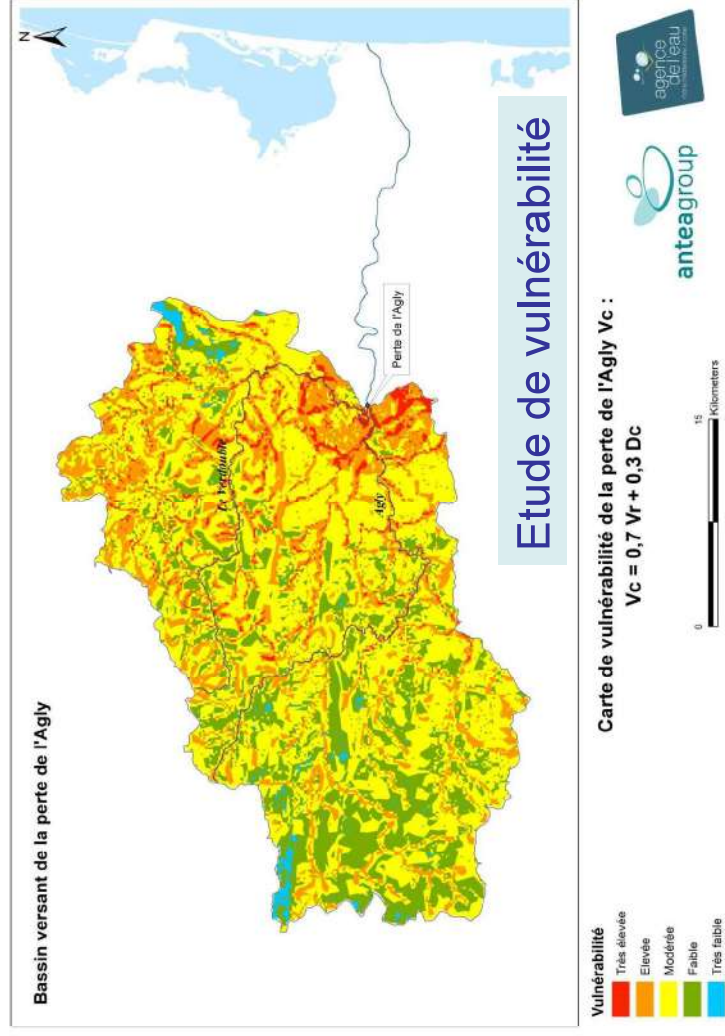 Bassin versant de la perte de l'Agly
N
Le Verdouble
Agly
Perte de l'Agly
Etude de vulnérabilité
Vulnérabilité
Très élevée
Elevée
Modérée
Faible
Très faible
Carte de vulnérabilité de la perte de l'Agly Vc :
Vc = 0,7 Vr + 0,3 Dc
0
15
Kilometers
anteagroup
agence
de l'eau